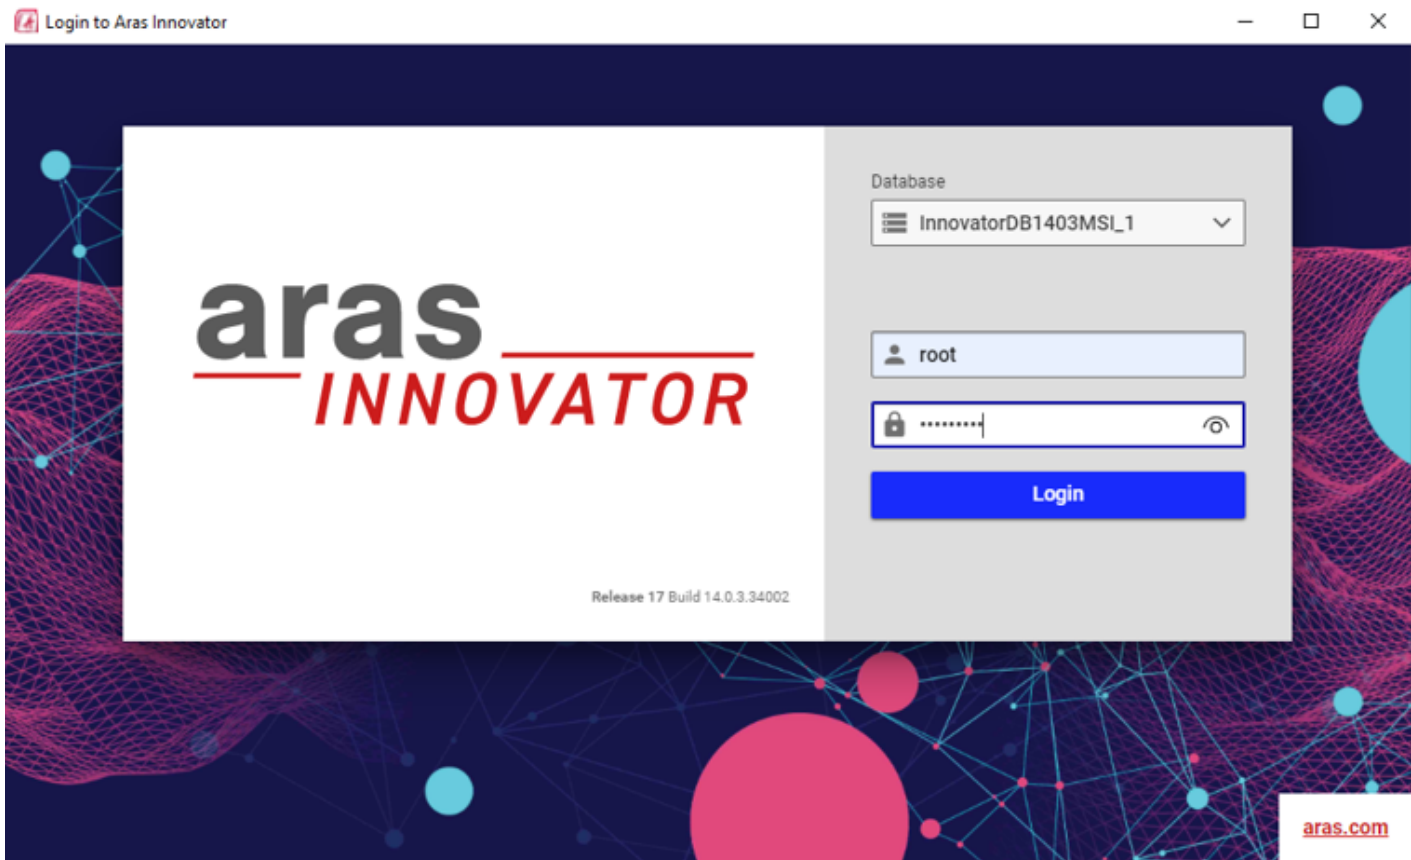 Login to Aras Innovator
aras
INNOVATOR
Release 17 Build 14.0.3.34002
Database
InnovatorDB1403MSI_1
root
•••••••••
Login
aras.com